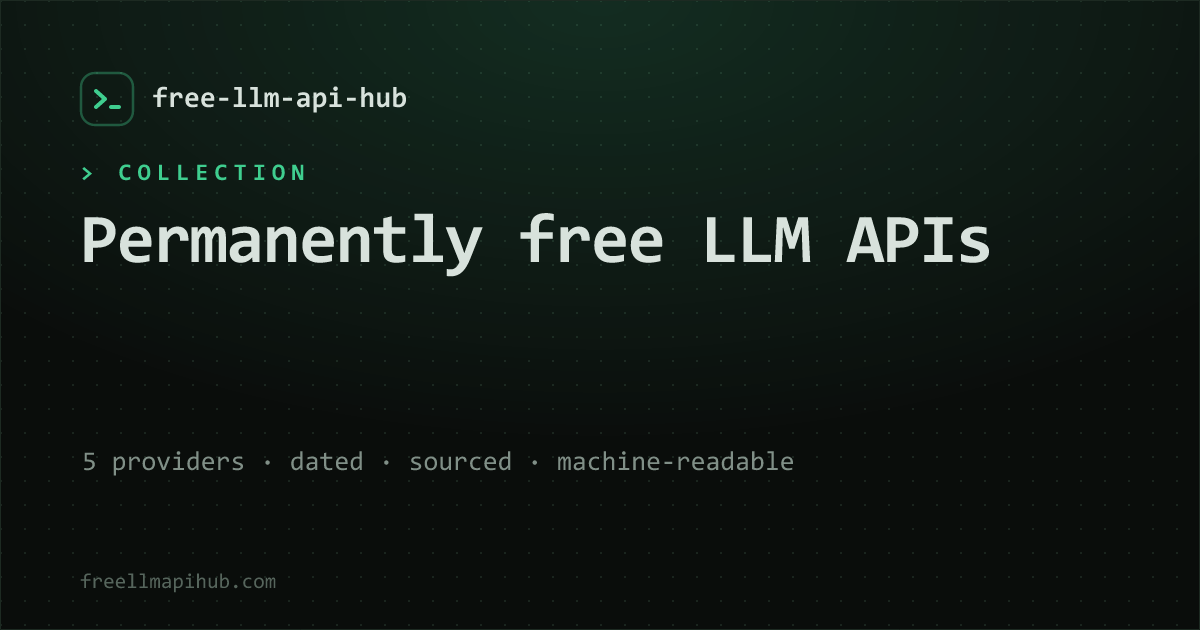 free-llm-api-hub
> COLLECTION
Permanently free LLM APIs
5 providers · dated · sourced · machine-readable
freellmapihub.com